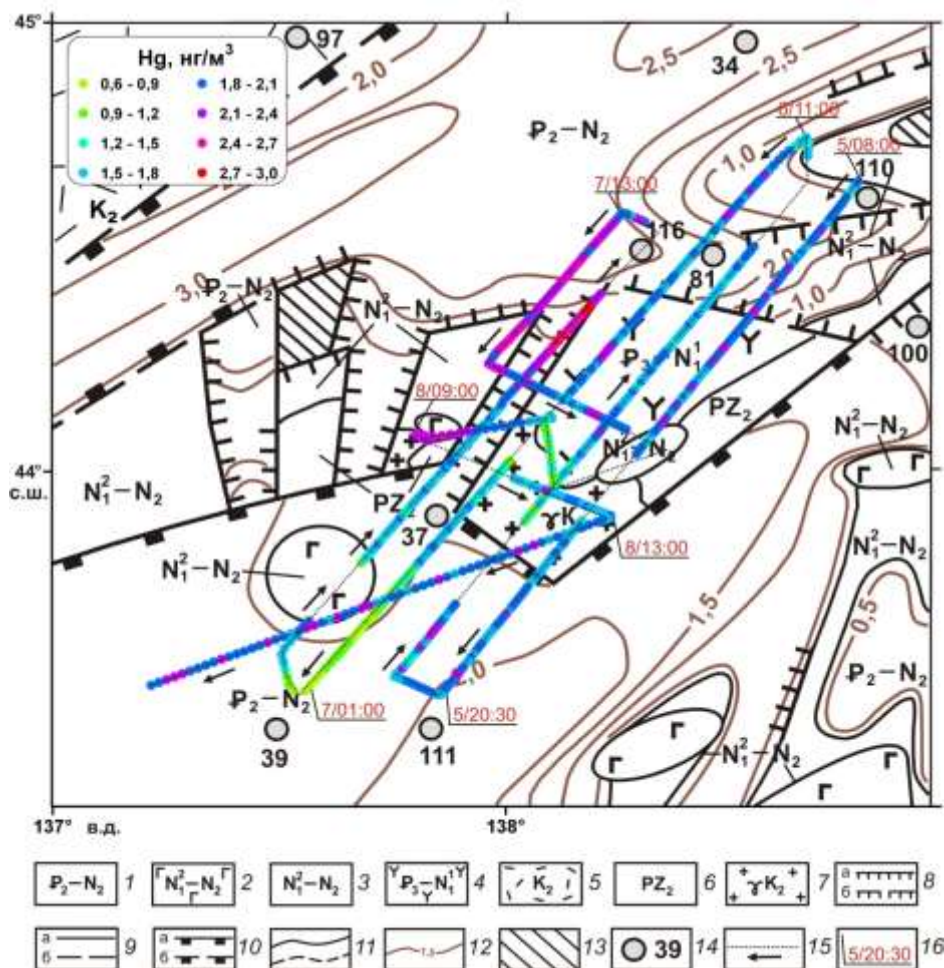 45°
97
Hg, нг/м³
0,6 - 0,9 1,8 - 2,1
0,9 - 1,2 2,1 - 2,4
1,2 - 1,5 2,4 - 2,7
1,5 - 1,8 2,7 - 3,0
2,0
2,5
34
2,5
P₂–N₂
6/11:00
1,0
5/08:00
110
K₂
7/13:00
116
81
N₁²–N
2,0
1,0
3,0
P₂–N₂
N₁²–N₂
Y
P₃ N₁¹
Y
100
8/09:00
Г
Y
PZ₂
N₁²–N₂
44°
с.ш.
N₁²–N₂
PZ₂
N₁² N₂
37
γK
8/13:00
N₁²–N₂
Г
Г
N₁²–N₂
1,5
0,5
P₂–N₂
P₂–N₂
7/01:00
2,0
5/20:30
39
111
Г
Г
N₁²–N₂
Г
Г
137° в.д. 138°
P₂–N₂ 1 Г N₁²–N₂ Г Г 2 N₁²–N₂ 3 Y P₃–N₁¹ Y Y 4 K₂ 5 PZ₂ 6 γK₂ 7 а б 8
а б 9 а б 10 11 1,5 12 13 39 14 15 5/20:30 16